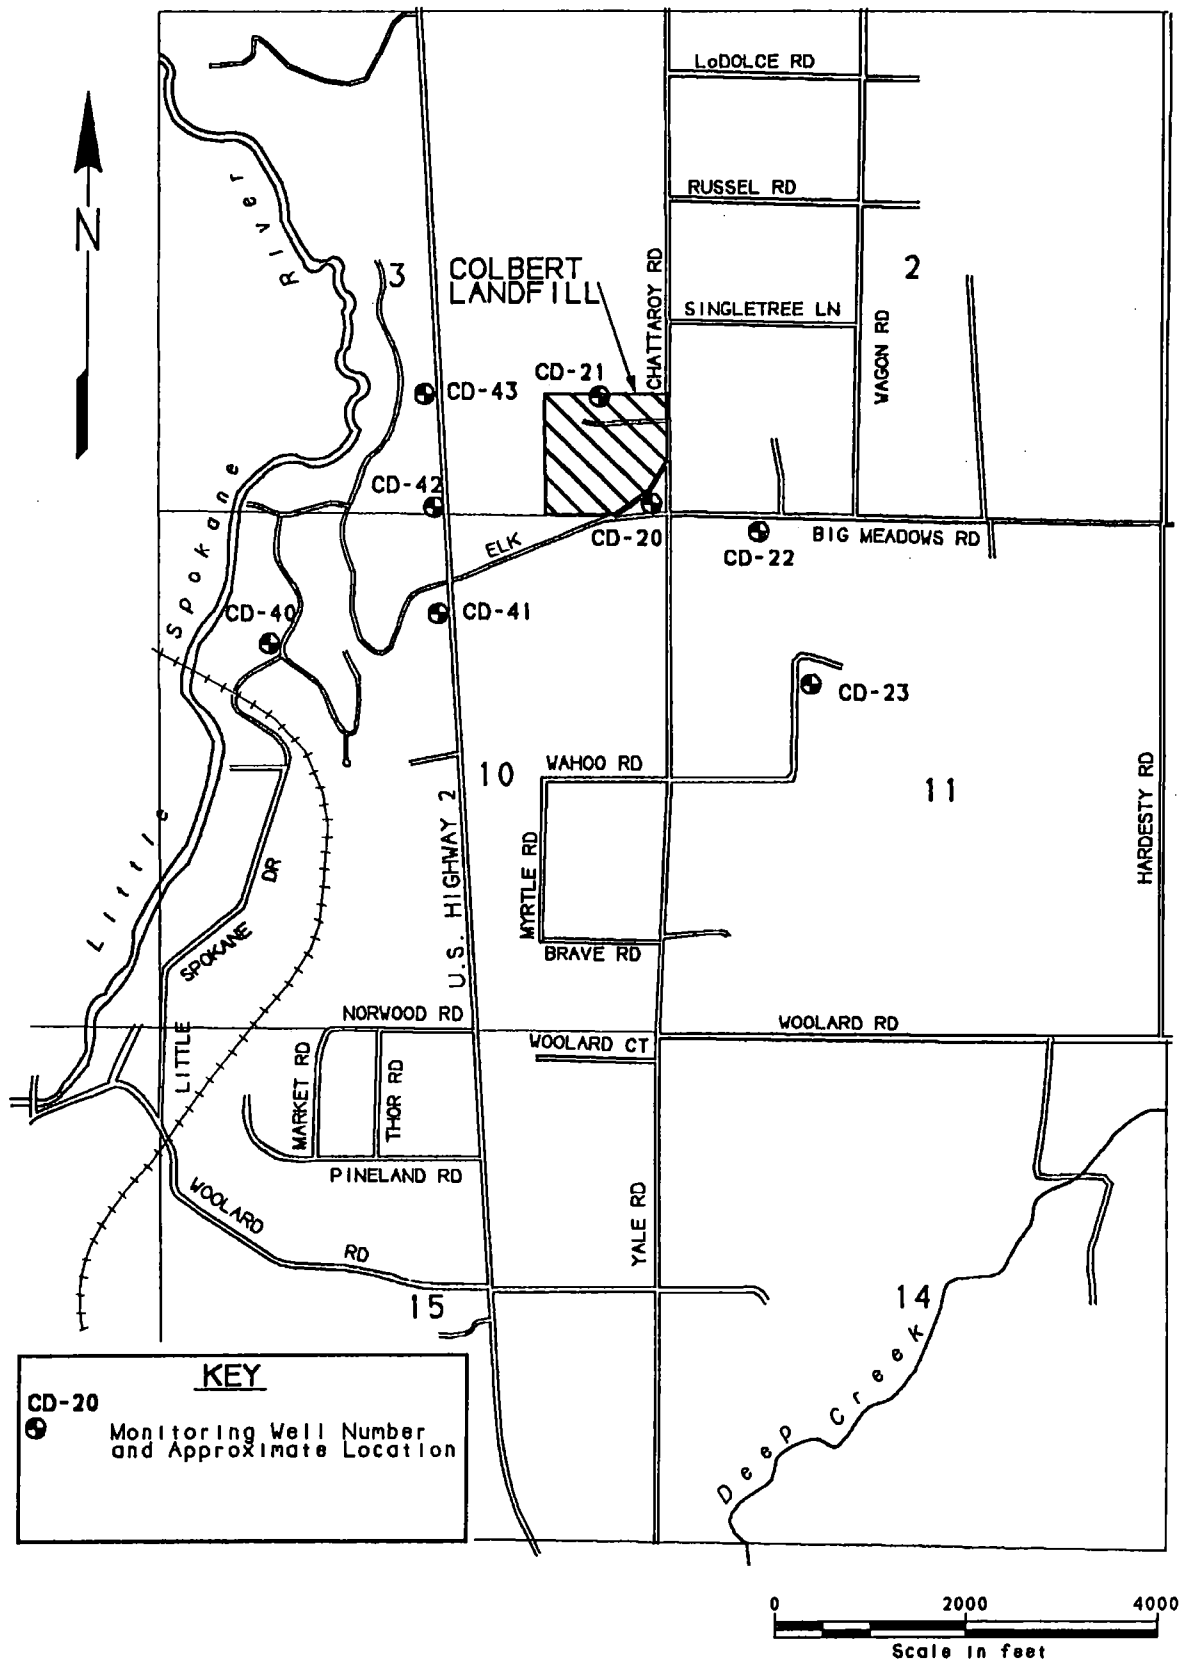 LoDOLCE RD
River
RUSSEL RD
N
3
COLBERT
LANDFILL
CHATTAROY RD
2
SINGLETREE LN
WAGON RD
CD-21
CD-43
CD-42
Spokane
ELK
CD-20
CD-22
BIG MEADOWS RD
CD-40
CD-41
CD-23
10
WAHOO RD
11
U.S. HIGHWAY 2
MYRTLE RD
HARDESTY RD
Little
DR
SPOKANE
BRAVE RD
LITTLE
NORWOOD RD
WOOLARD RD
WOOLARD CT
MARKET RD
THOR RD
PINELAND RD
WOOLARD
RD
YALE RD
15
14
Deep Creek
KEY
CD-20
Monitoring Well Number
and Approximate Location
0 2000 4000
Scale in feet